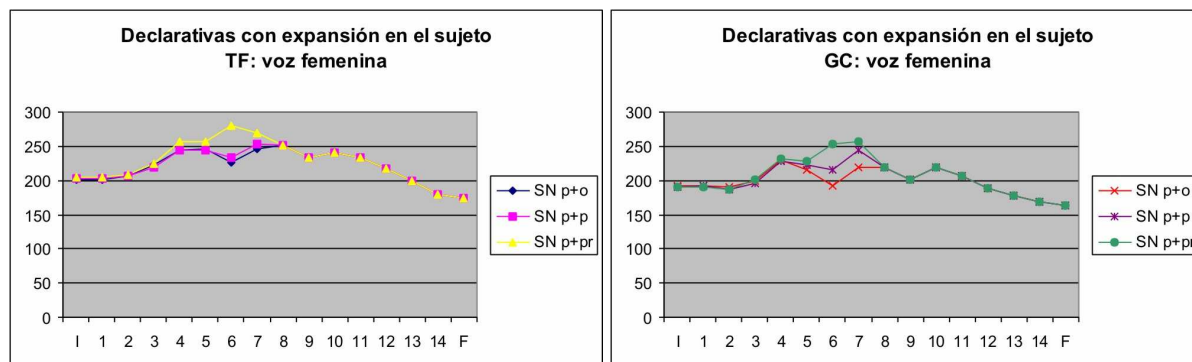 Declarativas con expansión en el sujeto
TF: voz femenina
300
250
200
150
100
50
0
I 1 2 3 4 5 6 7 8 9 10 11 12 13 14 F
SN p+o
SN p+p
SN p+pr
Declarativas con expansión en el sujeto
GC: voz femenina
300
250
200
150
100
50
0
I 1 2 3 4 5 6 7 8 9 10 11 12 13 14 F
SN p+o
SN p+p
SN p+pr